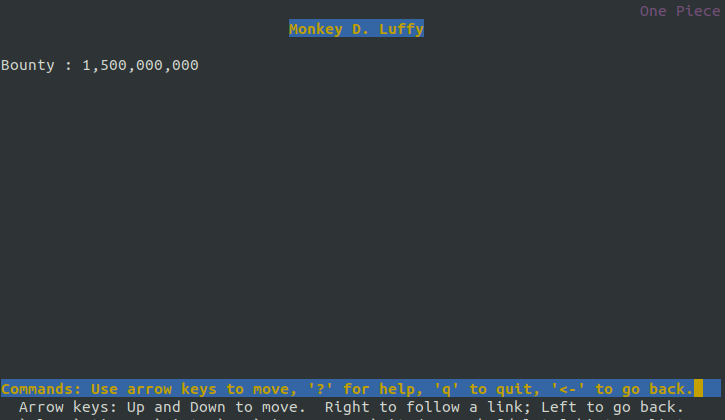 One Piece
Monkey D. Luffy
Bounty : 1,500,000,000
Commands: Use arrow keys to move, '?' for help, 'q' to quit, '<-' to go back.
Arrow keys: Up and Down to move. Right to follow a link; Left to go back.